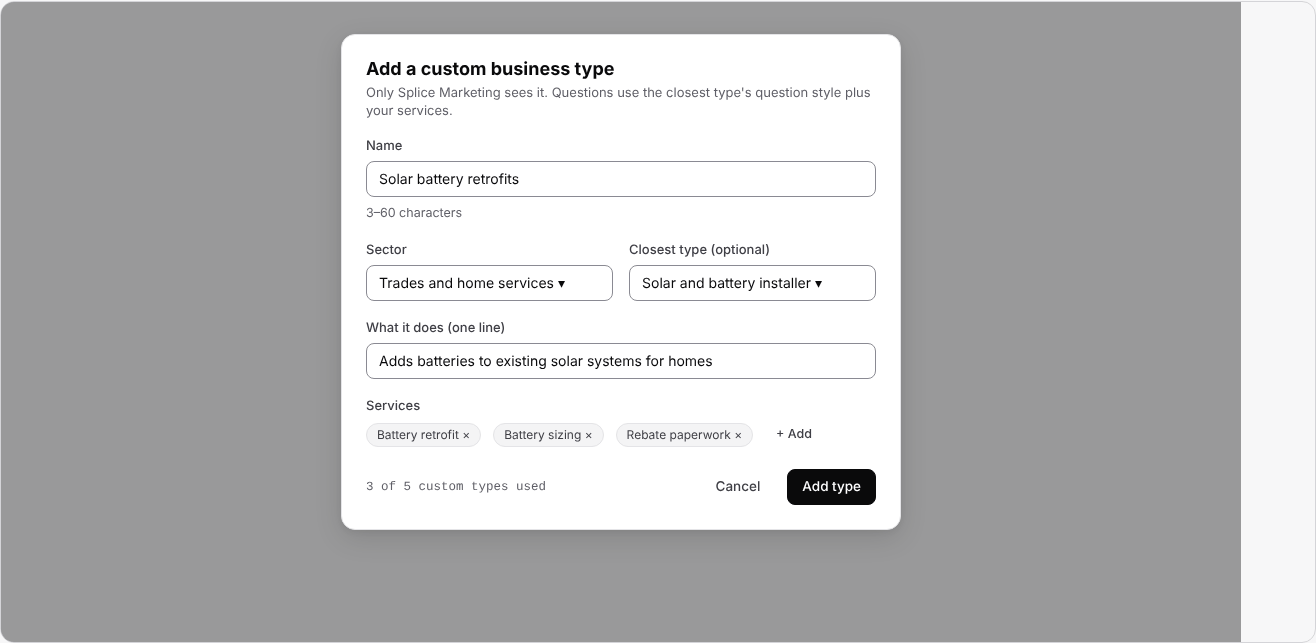 Add a custom business type
Only Splice Marketing sees it. Questions use the closest type's question style plus
your services.
Name
Solar battery retrofits
3–60 characters
Sector
Closest type (optional)
Trades and home services ▾
Solar and battery installer ▾
What it does (one line)
Adds batteries to existing solar systems for homes
Services
Battery retrofit × Battery sizing × Rebate paperwork × + Add
3 of 5 custom types used
Cancel
Add type